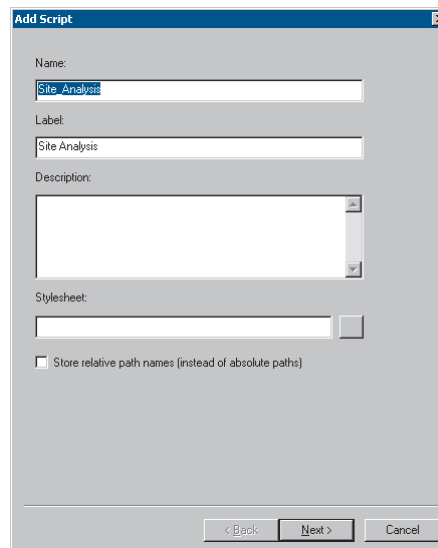 Add Script
Name:
Site_Analysis
Label:
Site Analysis
Description:
Stylesheet:
Store relative path names (instead of absolute paths)
< Back Next > Cancel